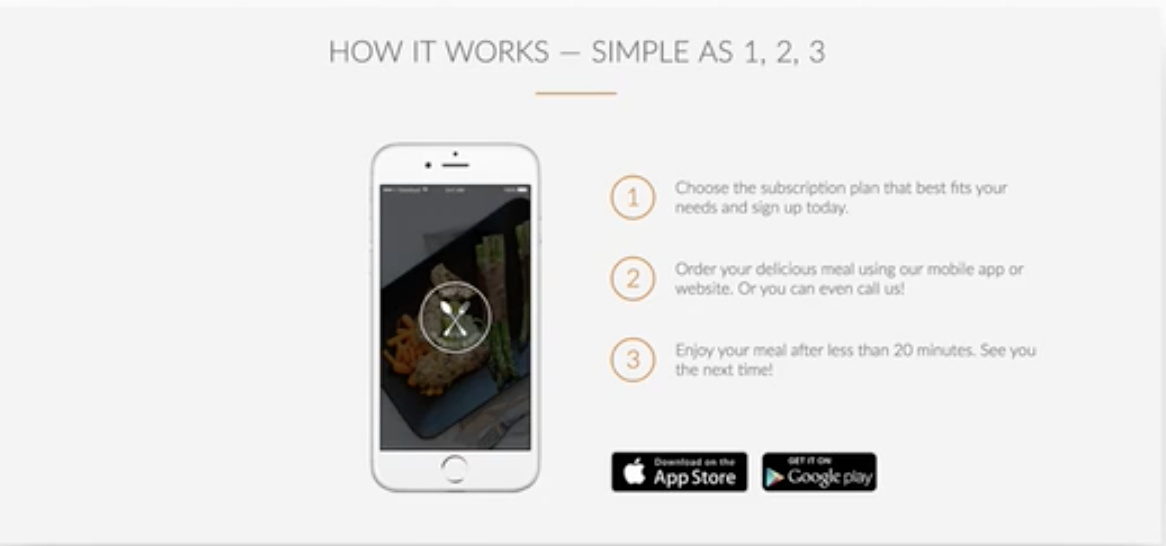 HOW IT WORKS — SIMPLE AS 1, 2, 3
1
Choose the subscription plan that best fits your
needs and sign up today.
2
Order your delicious meal using our mobile app or
website. Or you can even call us!
3
Enjoy your meal after less than 20 minutes. See you
the next time!
Download on the
App Store
GET IT ON
Google play